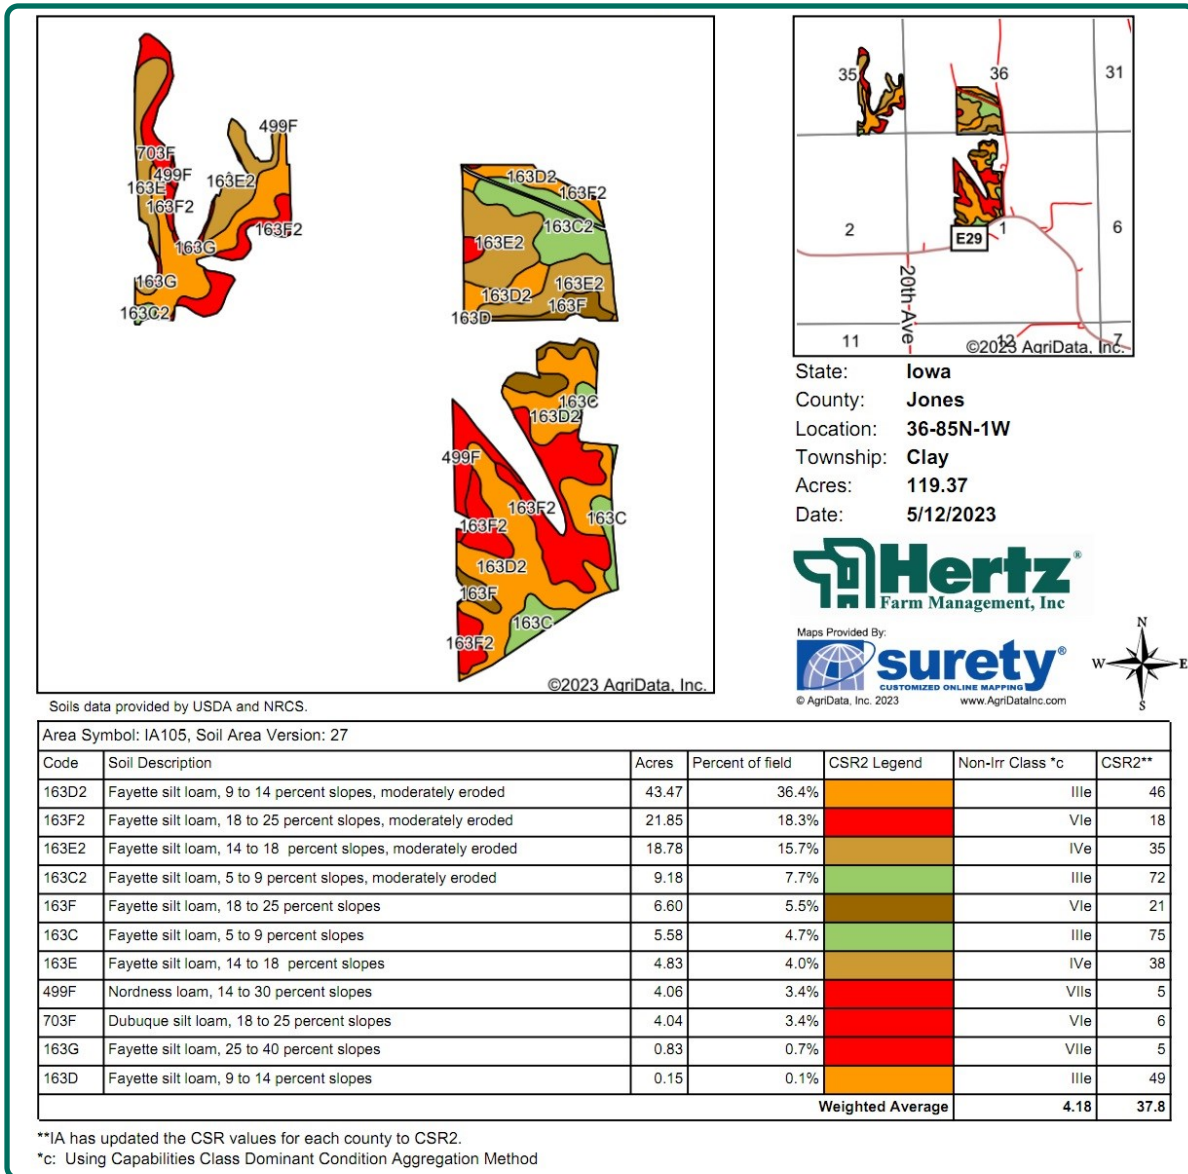 499F
703F
499F
163E
163E2
163F2
163F2
163G
163G
163C2
163D2
163F2
163C2
163E2
163E2
163D2
163F
163D
163C
163D2
499F
163F2
163F2
163C
163D2
163F
163C
163F2
©2023 AgriData, Inc.
35
36
31
2
1
6
E29
20th-Ave
11
12
7
©2023 AgriData, Inc.
State: Iowa
County: Jones
Location: 36-85N-1W
Township: Clay
Acres: 119.37
Date: 5/12/2023
Hertz®
Farm Management, Inc
Maps Provided By:
surety®
CUSTOMIZED ONLINE MAPPING
© AgriData, Inc. 2023 www.AgriDataInc.com
N
W E
S
Soils data provided by USDA and NRCS.
Area Symbol: IA105, Soil Area Version: 27
Code Soil Description Acres Percent of field CSR2 Legend Non-Irr Class *c CSR2**
163D2 Fayette silt loam, 9 to 14 percent slopes, moderately eroded 43.47 36.4% IIIe 46
163F2 Fayette silt loam, 18 to 25 percent slopes, moderately eroded 21.85 18.3% VIe 18
163E2 Fayette silt loam, 14 to 18 percent slopes, moderately eroded 18.78 15.7% IVe 35
163C2 Fayette silt loam, 5 to 9 percent slopes, moderately eroded 9.18 7.7% IIIe 72
163F Fayette silt loam, 18 to 25 percent slopes 6.60 5.5% VIe 21
163C Fayette silt loam, 5 to 9 percent slopes 5.58 4.7% IIIe 75
163E Fayette silt loam, 14 to 18 percent slopes 4.83 4.0% IVe 38
499F Nordness loam, 14 to 30 percent slopes 4.06 3.4% VIIs 5
703F Dubuque silt loam, 18 to 25 percent slopes 4.04 3.4% VIe 6
163G Fayette silt loam, 25 to 40 percent slopes 0.83 0.7% VIIe 5
163D Fayette silt loam, 9 to 14 percent slopes 0.15 0.1% IIIe 49
Weighted Average 4.18 37.8
**IA has updated the CSR values for each county to CSR2.
*c: Using Capabilities Class Dominant Condition Aggregation Method